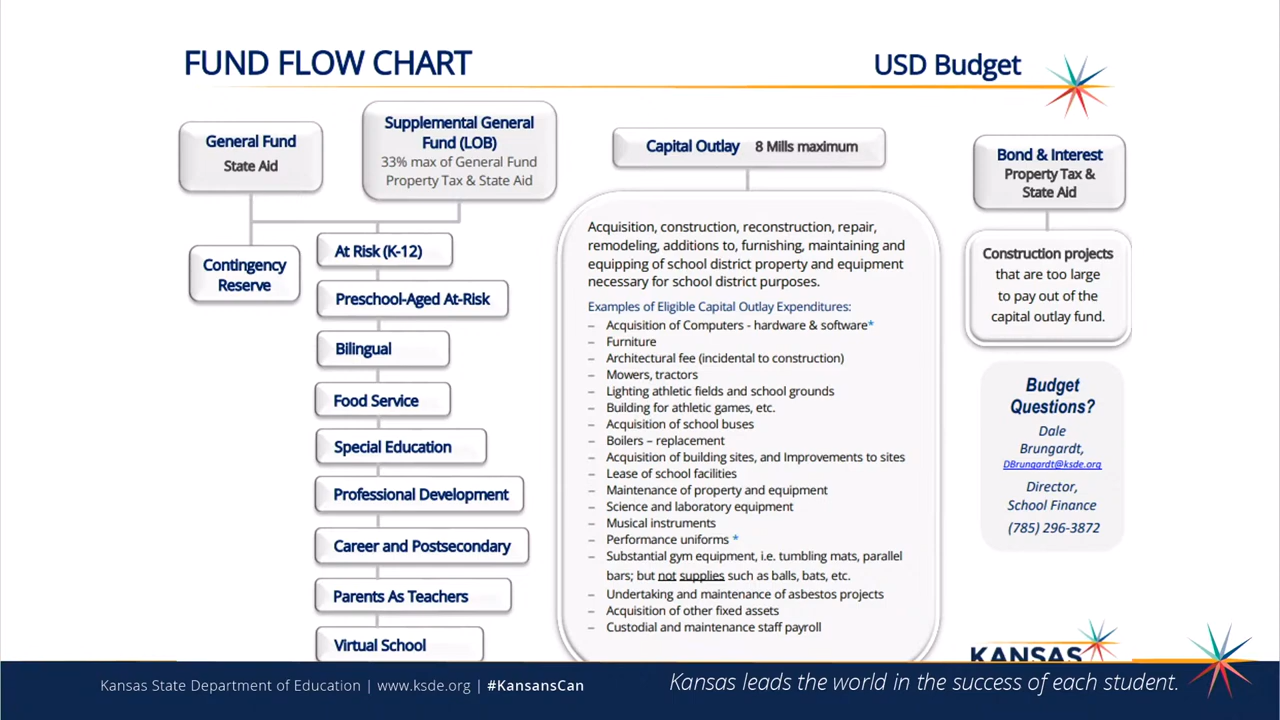 FUND FLOW CHART
USD Budget
General Fund
State Aid
Supplemental General
Fund (LOB)
33% max of General Fund
Property Tax & State Aid
Contingency
Reserve
At Risk (K-12)
Preschool-Aged At-Risk
Bilingual
Food Service
Special Education
Professional Development
Career and Postsecondary
Parents As Teachers
Virtual School
Capital Outlay 8 Mills maximum
Acquisition, construction, reconstruction, repair,
remodeling, additions to, furnishing, maintaining and
equipping of school district property and equipment
necessary for school district purposes.
Examples of Eligible Capital Outlay Expenditures:
– Acquisition of Computers - hardware & software*
– Furniture
– Architectural fee (incidental to construction)
– Mowers, tractors
– Lighting athletic fields and school grounds
– Building for athletic games, etc.
– Acquisition of school buses
– Boilers – replacement
– Acquisition of building sites, and Improvements to sites
– Lease of school facilities
– Maintenance of property and equipment
– Science and laboratory equipment
– Musical instruments
– Performance uniforms *
– Substantial gym equipment, i.e. tumbling mats, parallel
bars; but not supplies such as balls, bats, etc.
– Undertaking and maintenance of asbestos projects
– Acquisition of other fixed assets
– Custodial and maintenance staff payroll
Bond & Interest
Property Tax &
State Aid
Construction projects
that are too large
to pay out of the
capital outlay fund.
Budget
Questions?
Dale
Brungardt,
DBrungardt@ksde.org
Director,
School Finance
(785) 296-3872
KANSAS
Kansas State Department of Education | www.ksde.org | #KansansCan
Kansas leads the world in the success of each student.